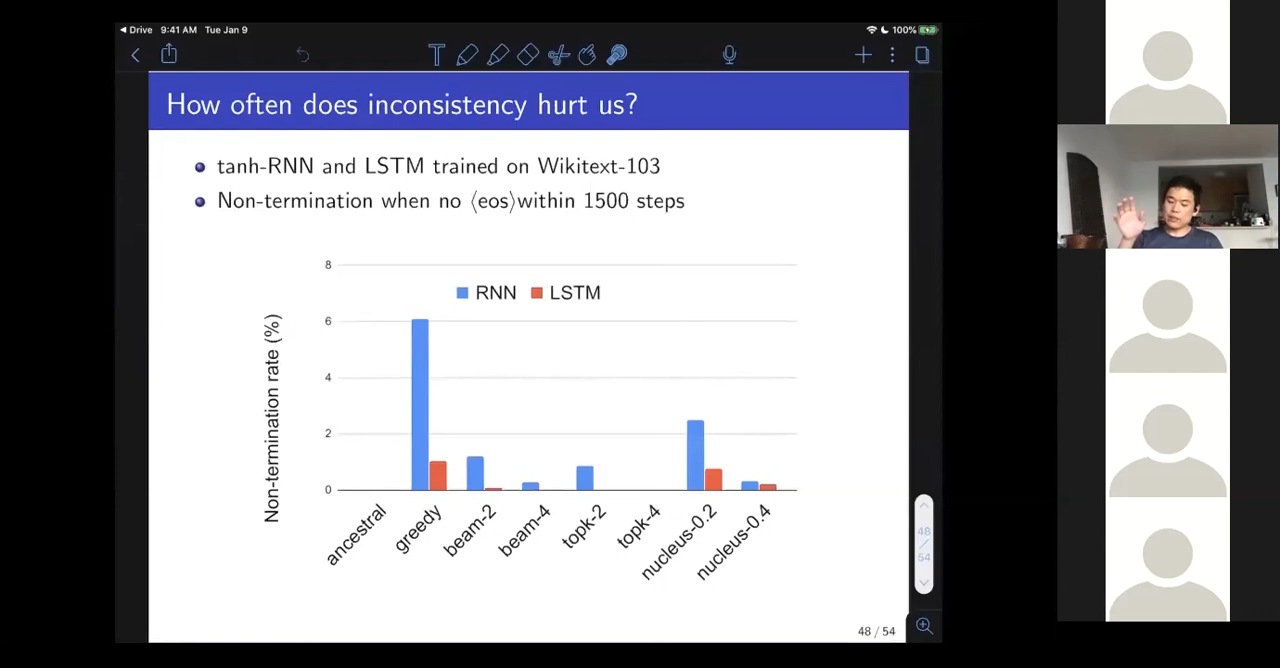 Drive 9:41 AM Tue Jan 9
100%
T
How often does inconsistency hurt us?
tanh-RNN and LSTM trained on Wikitext-103
Non-termination when no ⟨eos⟩within 1500 steps
8
RNN LSTM
6
4
2
0
Non-termination rate (%)
ancestral
greedy
beam-2
beam-4
topk-2
topk-4
nucleus-0.2
nucleus-0.4
48
/
54
48 / 54